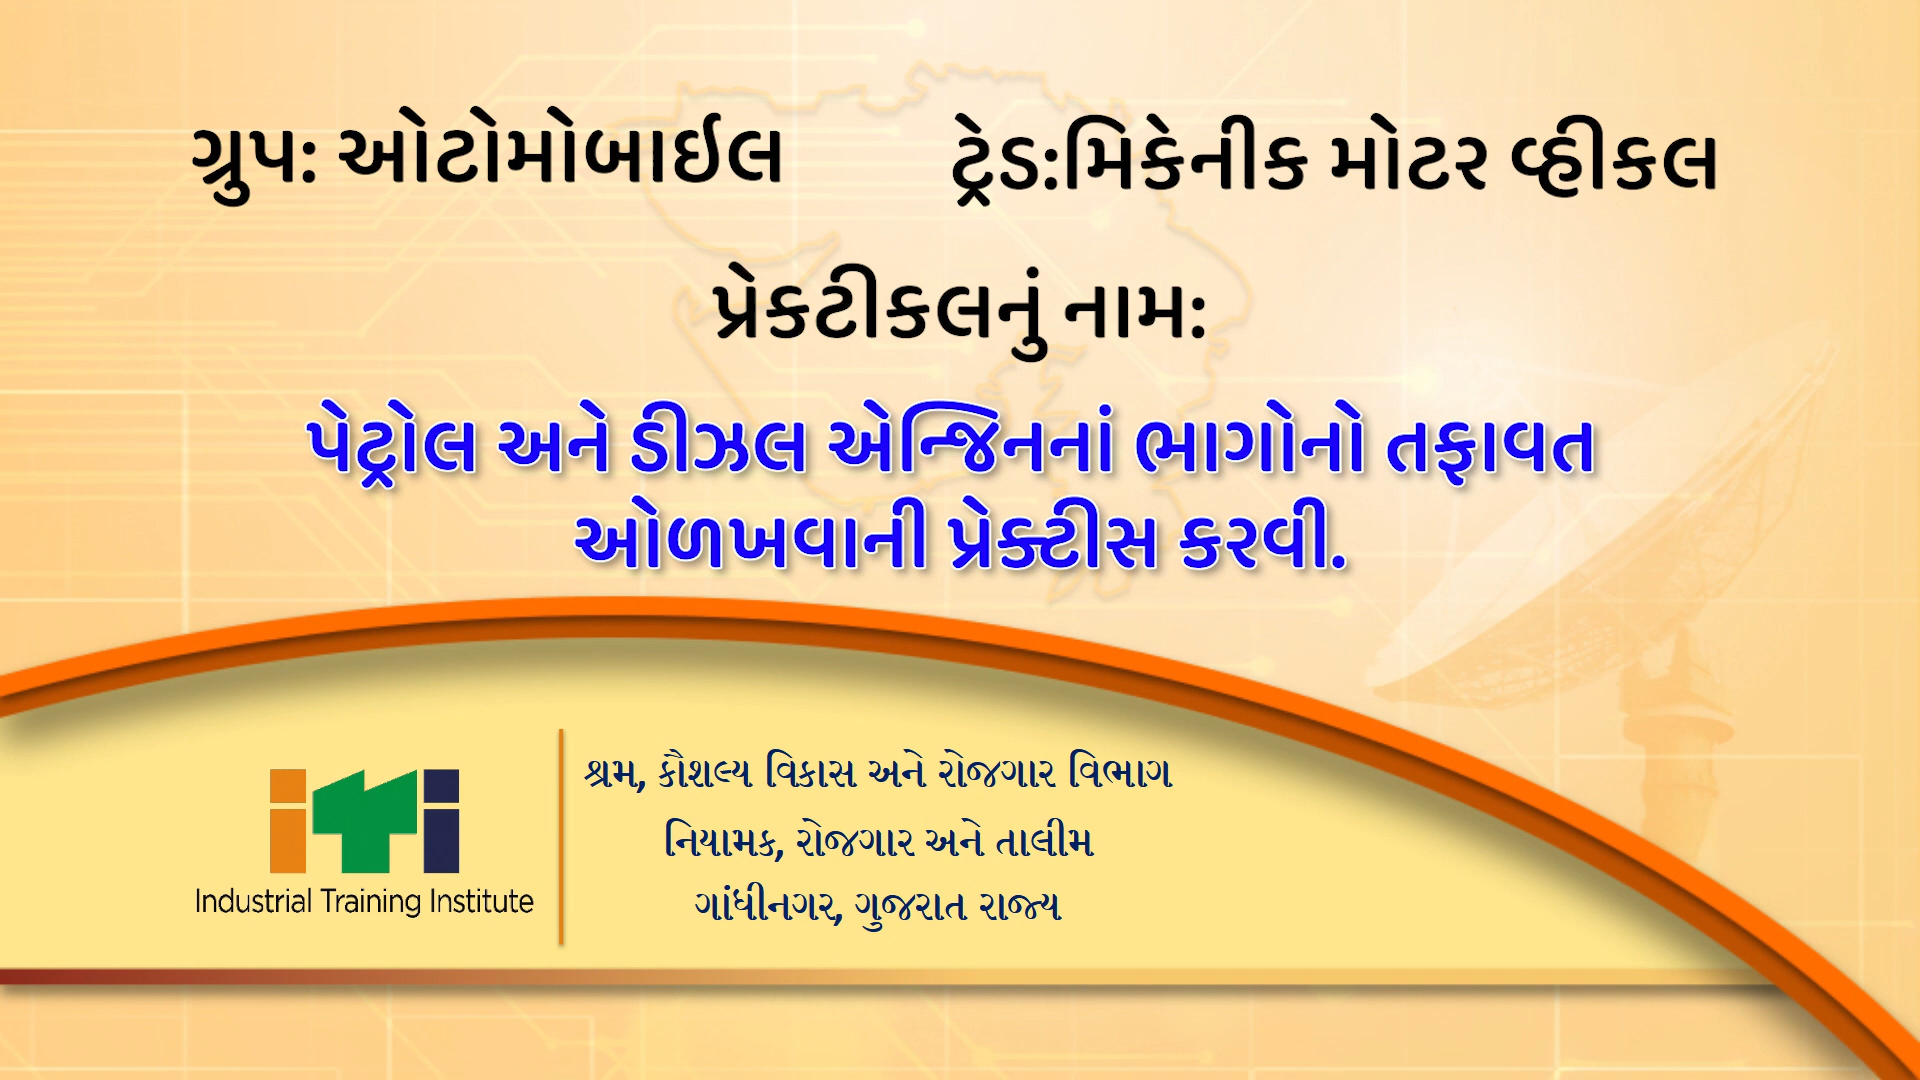 ગ્રુપ: ઓટોમોબાઈલ
ટ્રેડ:મિકેનીક મોટર વ્હીકલ
પ્રેકટીકલનું નામ:
પેટ્રોલ અને ડીઝલ એન્જિનનાં ભાગોનો તફાવત
ઓળખવાની પ્રેક્ટીસ કરવી.
iTi
Industrial Training Institute
શ્રમ, કૌશલ્ય વિકાસ અને રોજગાર વિભાગ
નિયામક, રોજગાર અને તાલીમ
ગાંધીનગર, ગુજરાત રાજ્ય